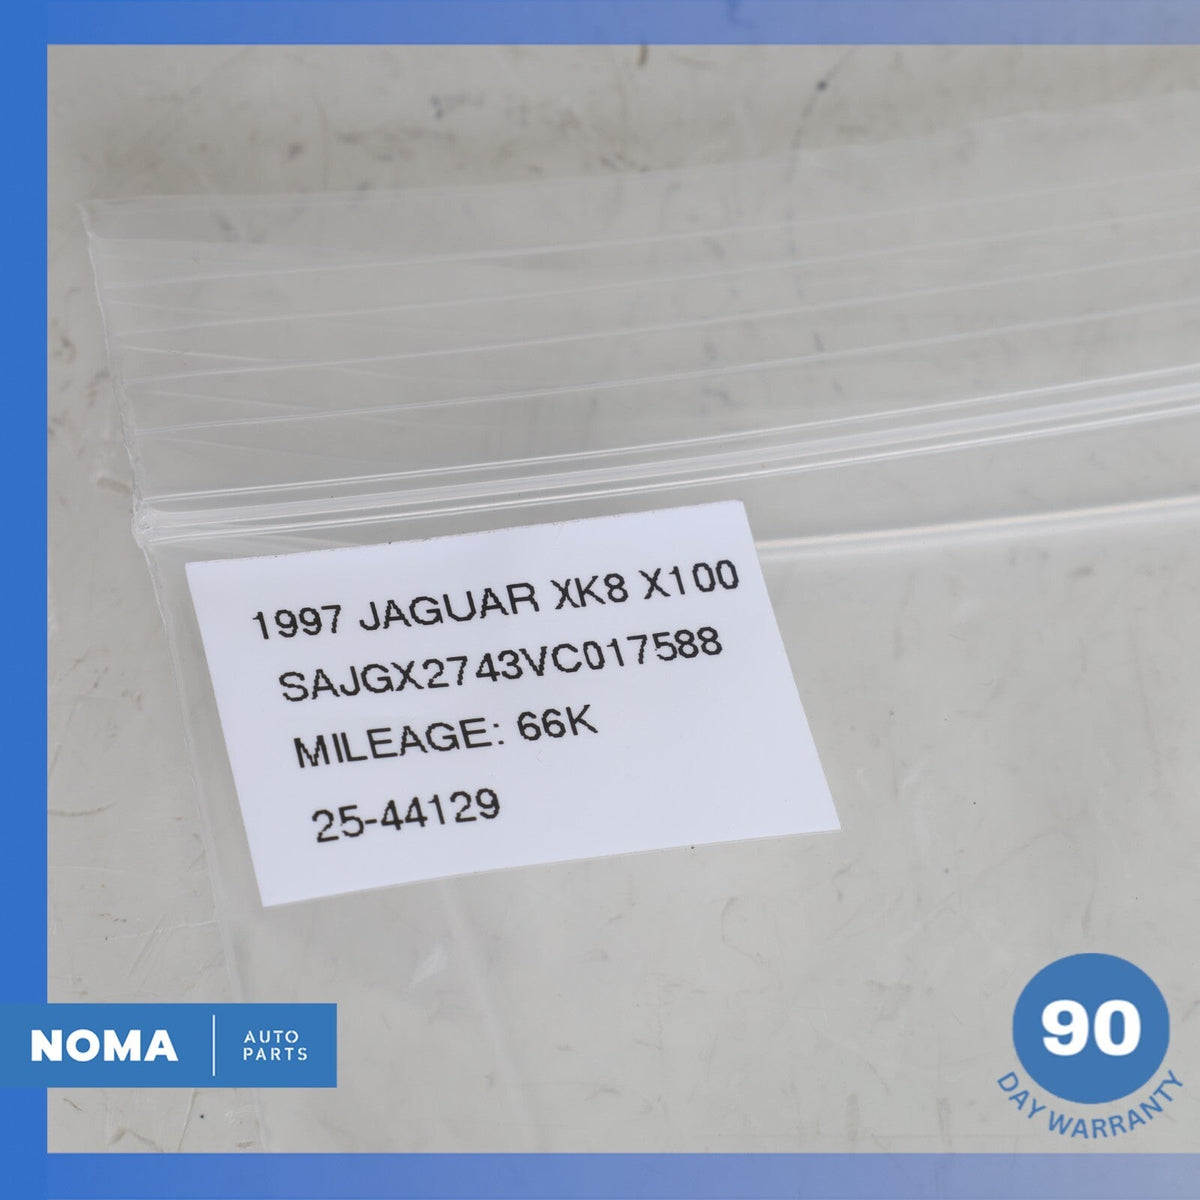 1997 JAGUAR XK8 X100
SAJGX2743VC017588
MILEAGE: 66K
25-44129
NOMA
AUTO
PARTS
90
DAY WARRANTY